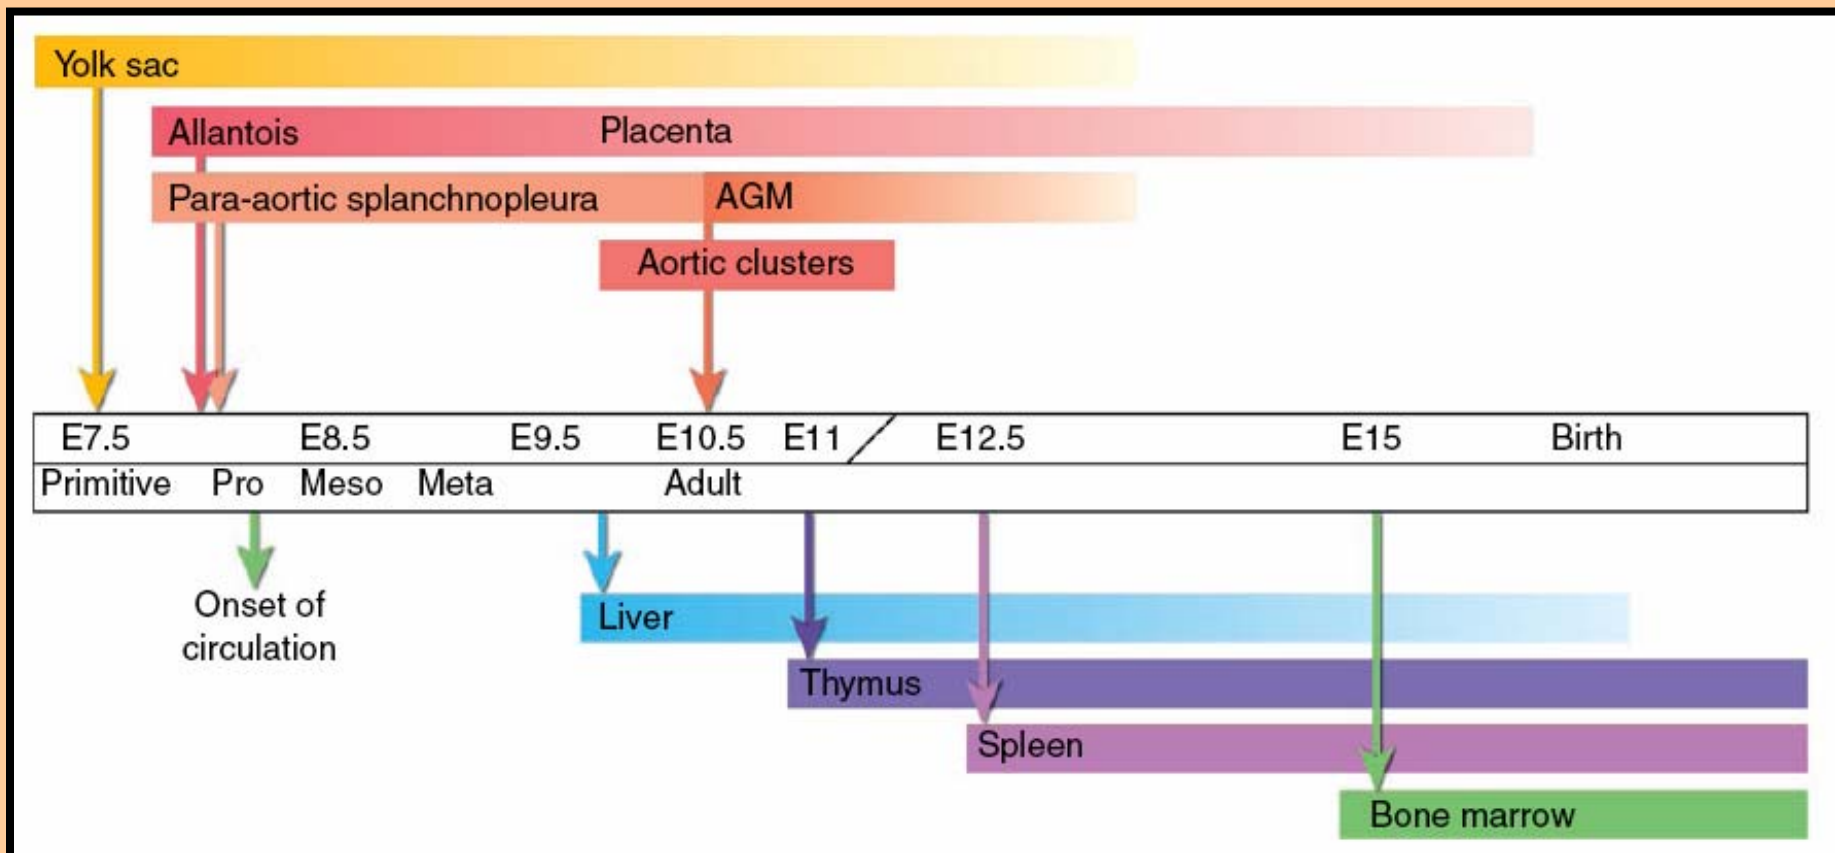 Yolk sac
Allantois Placenta
Para-aortic splanchnopleura AGM
Aortic clusters
E7.5 E8.5 E9.5 E10.5 E11 E12.5 E15 Birth
Primitive Pro Meso Meta Adult
Onset of
circulation
Liver
Thymus
Spleen
Bone marrow